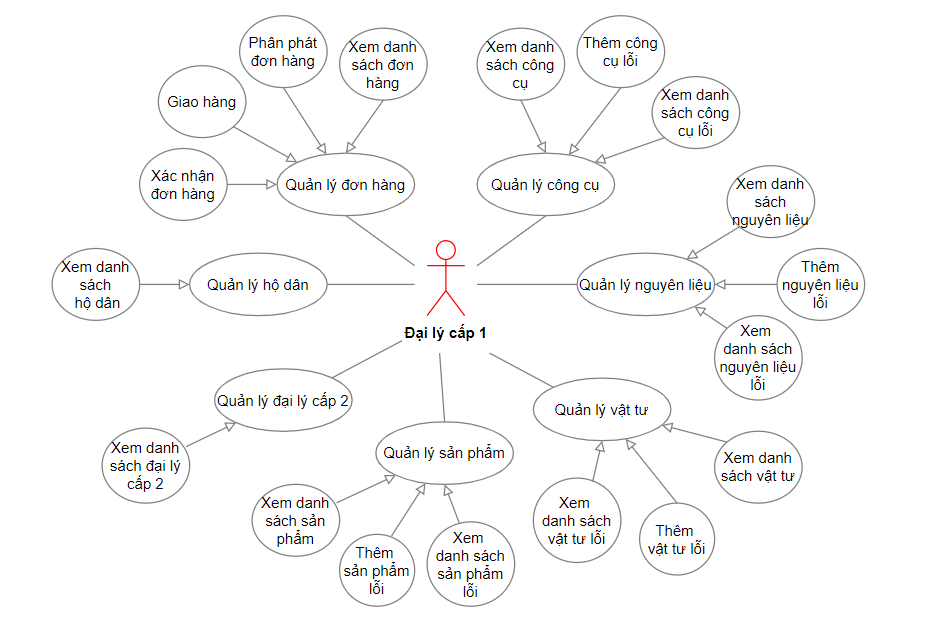 Phân phát
đơn hàng
Xem danh
sách đơn
hàng
Giao hàng
Xác nhận
đơn hàng
Quản lý đơn hàng
Xem danh
sách công
cụ
Thêm công
cụ lỗi
Xem danh
sách công
cụ lỗi
Quản lý công cụ
Xem danh
sách
nguyên liệu
Thêm
nguyên liệu
lỗi
Xem
danh sách
nguyên liệu
lỗi
Quản lý nguyên liệu
Xem danh
sách
hộ dân
Quản lý hộ dân
Đại lý cấp 1
Quản lý đại lý cấp 2
Xem danh
sách đại lý
cấp 2
Quản lý sản phẩm
Xem danh
sách sản
phẩm
Thêm
sản phẩm
lỗi
Xem
danh sách
sản phẩm
lỗi
Quản lý vật tư
Xem
danh sách
vật tư lỗi
Thêm
vật tư lỗi
Xem danh
sách vật tư